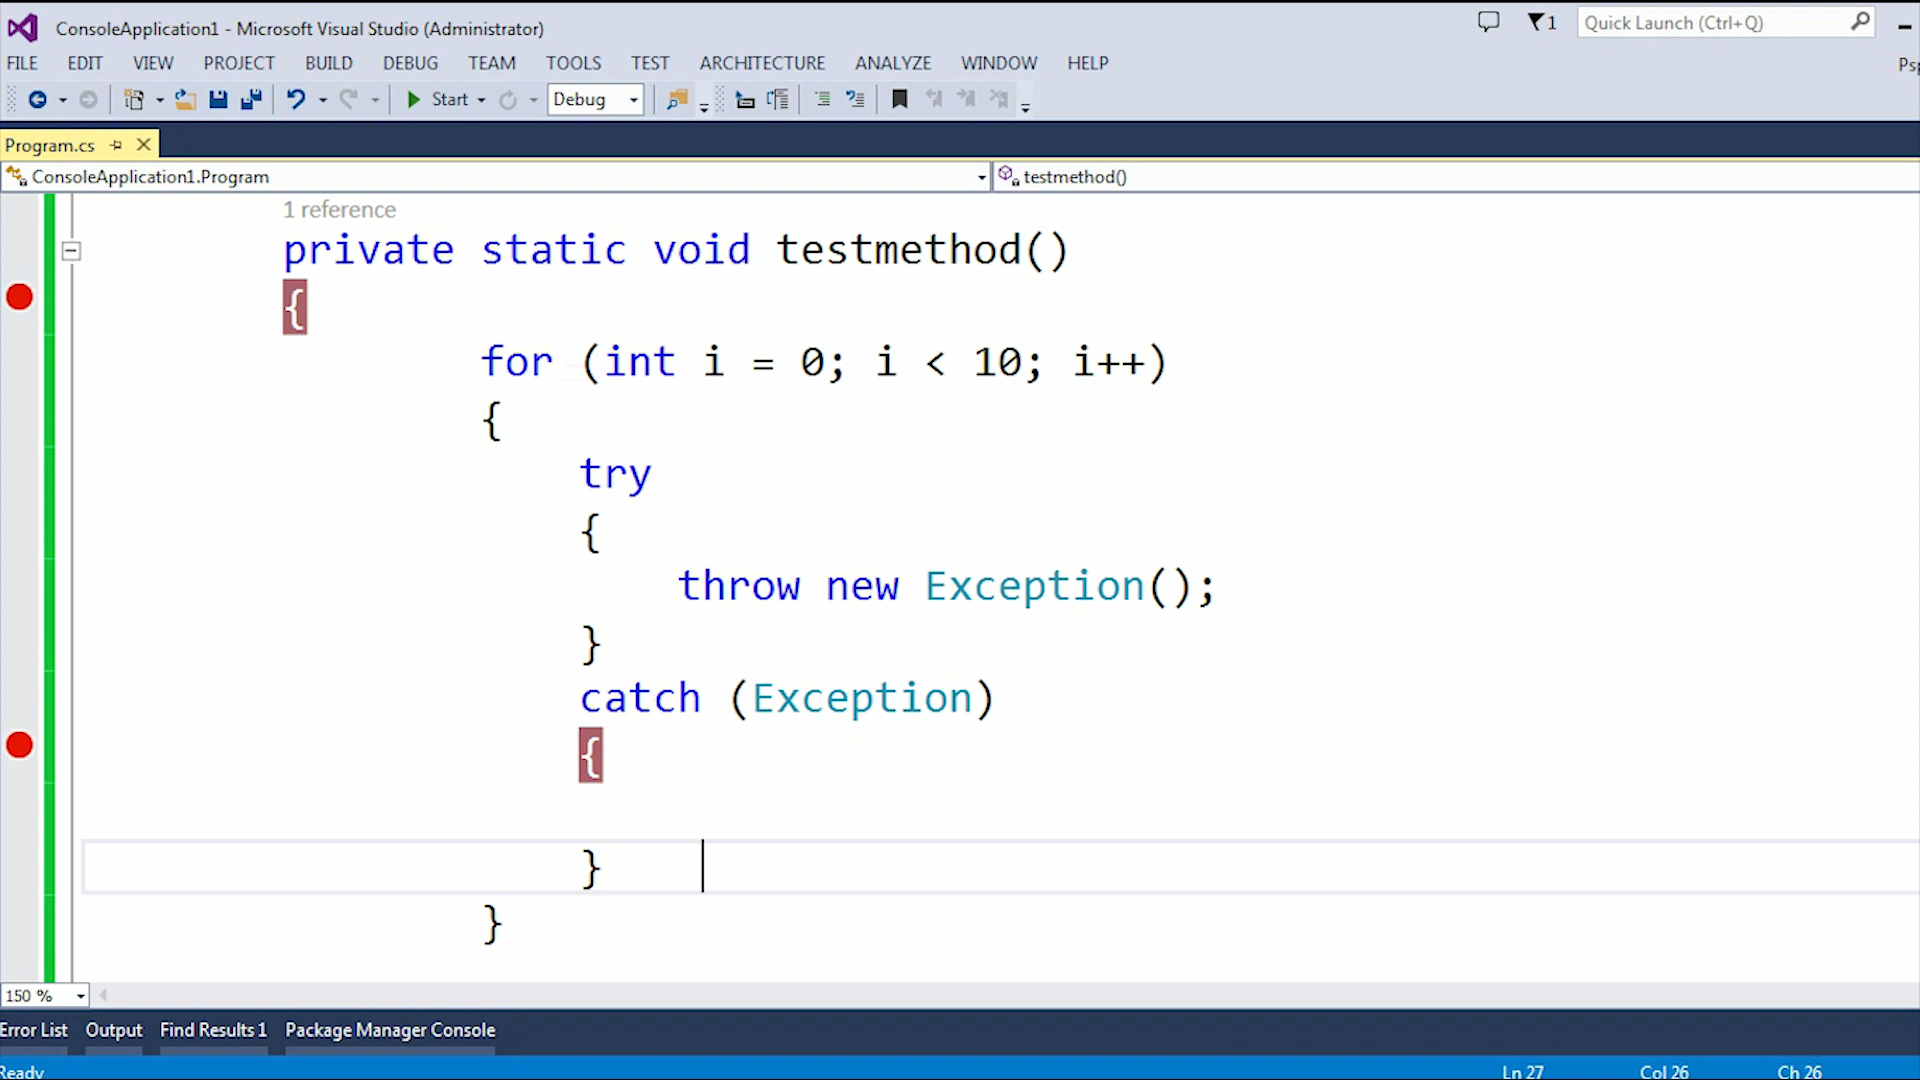 ConsoleApplication1 - Microsoft Visual Studio (Administrator)
1
Quick Launch (Ctrl+Q)
FILE EDIT VIEW PROJECT BUILD DEBUG TEAM TOOLS TEST ARCHITECTURE ANALYZE WINDOW HELP
Start Debug
Program.cs
ConsoleApplication1.Program testmethod()
1 reference
private static void testmethod()
{
for (int i = 0; i < 10; i++)
{
try
{
throw new Exception();
}
catch (Exception)
{
}
}
150 %
Error List Output Find Results 1 Package Manager Console
Ready Ln 27 Col 26 Ch 26